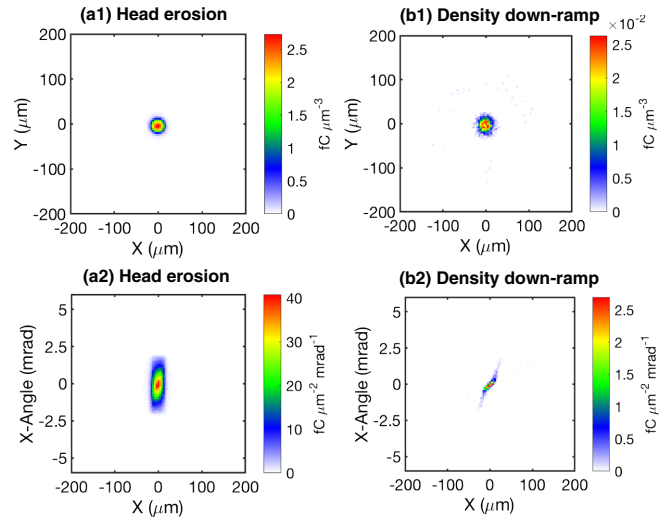 (a1) Head erosion
(b1) Density down-ramp
×10⁻²
200
100
0
-100
-200
Y (μm)
-200 -100 0 100 200
X (μm)
2.5
2
1.5
1
0.5
0
fC μm⁻³
200
100
0
-100
-200
Y (μm)
-200 -100 0 100 200
X (μm)
2.5
2
1.5
1
0.5
0
fC μm⁻³
(a2) Head erosion
(b2) Density down-ramp
5
2.5
0
-2.5
-5
X-Angle (mrad)
-200 -100 0 100 200
X (μm)
40
30
20
10
0
fC μm⁻² mrad⁻¹
5
2.5
0
-2.5
-5
X-Angle (mrad)
-200 -100 0 100 200
X (μm)
2.5
2
1.5
1
0.5
0
fC μm⁻² mrad⁻¹